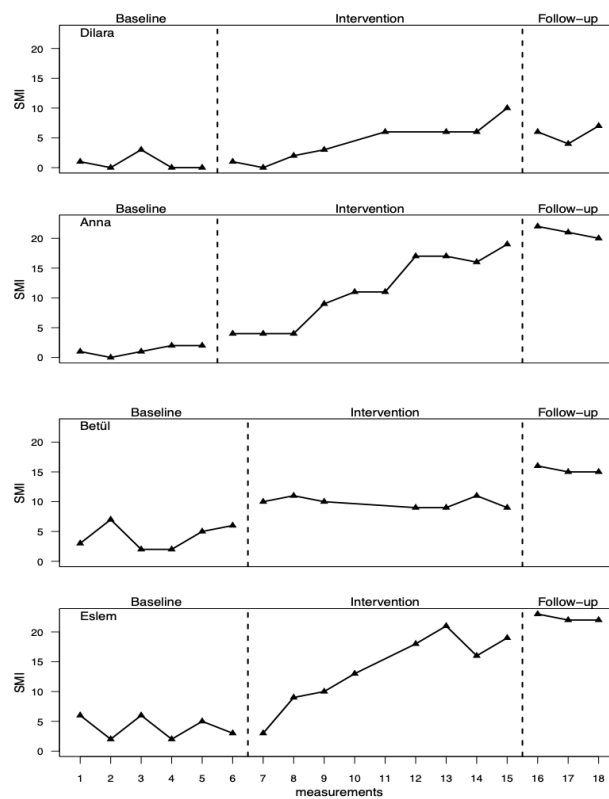 Baseline Intervention Follow−up
Dilara
SMI
20
15
10
5
0
Baseline Intervention Follow−up
Anna
SMI
20
15
10
5
0
Baseline Intervention Follow−up
Betül
SMI
20
15
10
5
0
Baseline Intervention Follow−up
Eslem
SMI
20
15
10
5
0
1 2 3 4 5 6 7 8 9 10 11 12 13 14 15 16 17 18
measurements